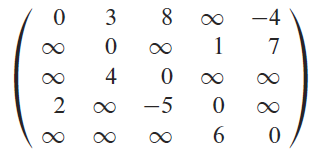 0 3 8 ∞ −4
∞ 0 ∞ 1 7
∞ 4 0 ∞ ∞
2 ∞ −5 0 ∞
∞ ∞ ∞ 6 0